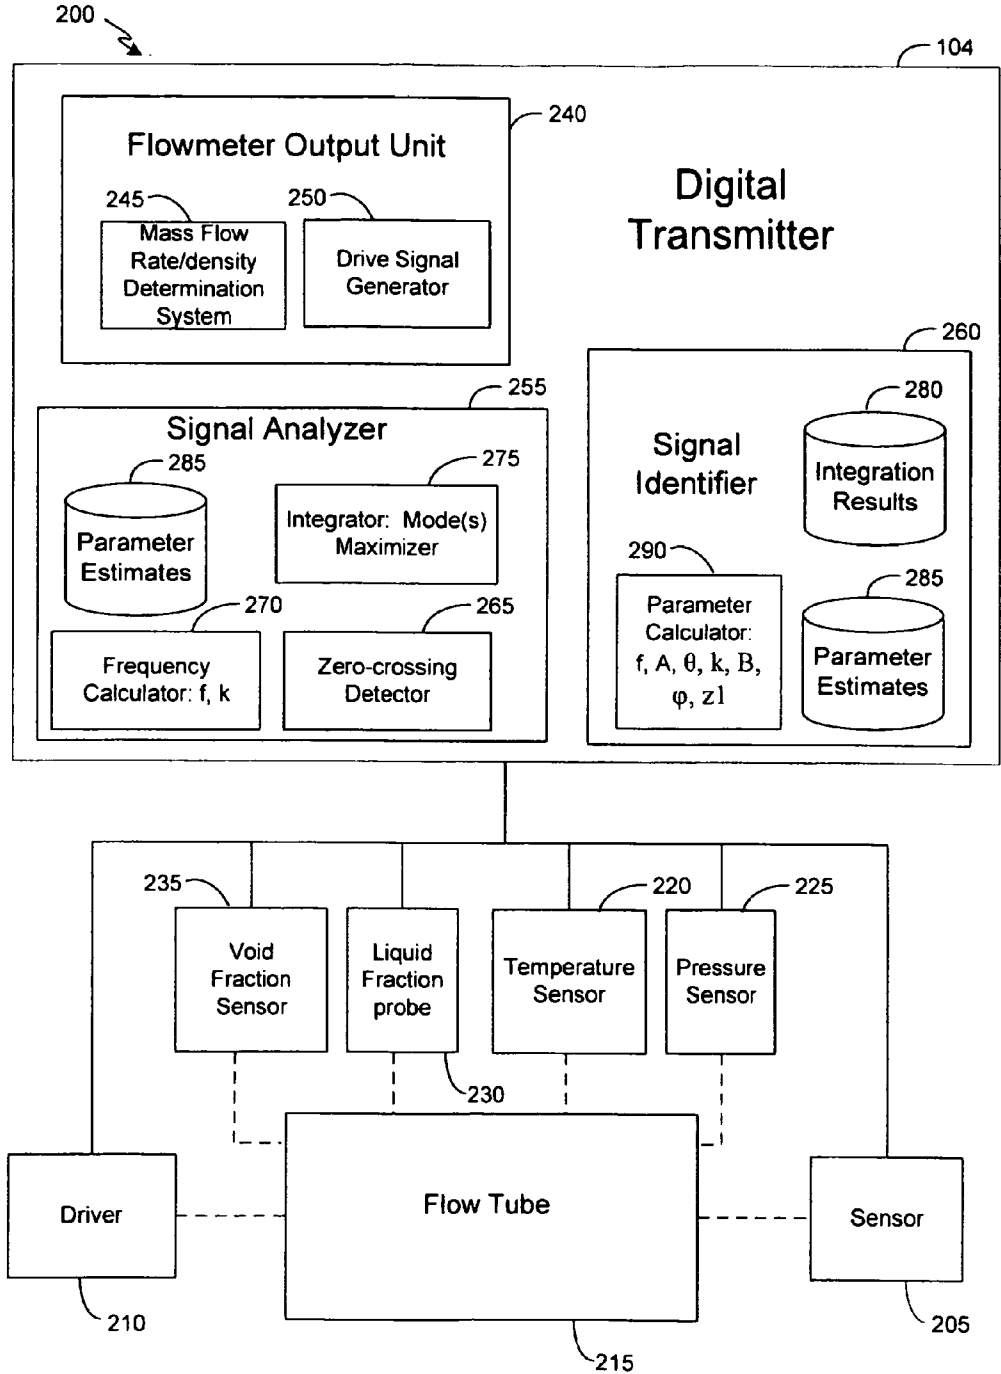 200
104
240
Flowmeter Output Unit
245
250
Mass Flow
Rate/density
Determination
System
Drive Signal
Generator
Digital
Transmitter
260
255
Signal Analyzer
285
275
Parameter
Estimates
Integrator: Mode(s)
Maximizer
270
265
Frequency
Calculator: f, k
Zero-crossing
Detector
280
Signal
Identifier
Integration
Results
290
285
Parameter
Calculator:
f, A, θ, k, B,
φ, z1
Parameter
Estimates
235
220
225
Void
Fraction
Sensor
Liquid
Fraction
probe
Temperature
Sensor
Pressure
Sensor
230
Driver
Flow Tube
Sensor
210
215
205